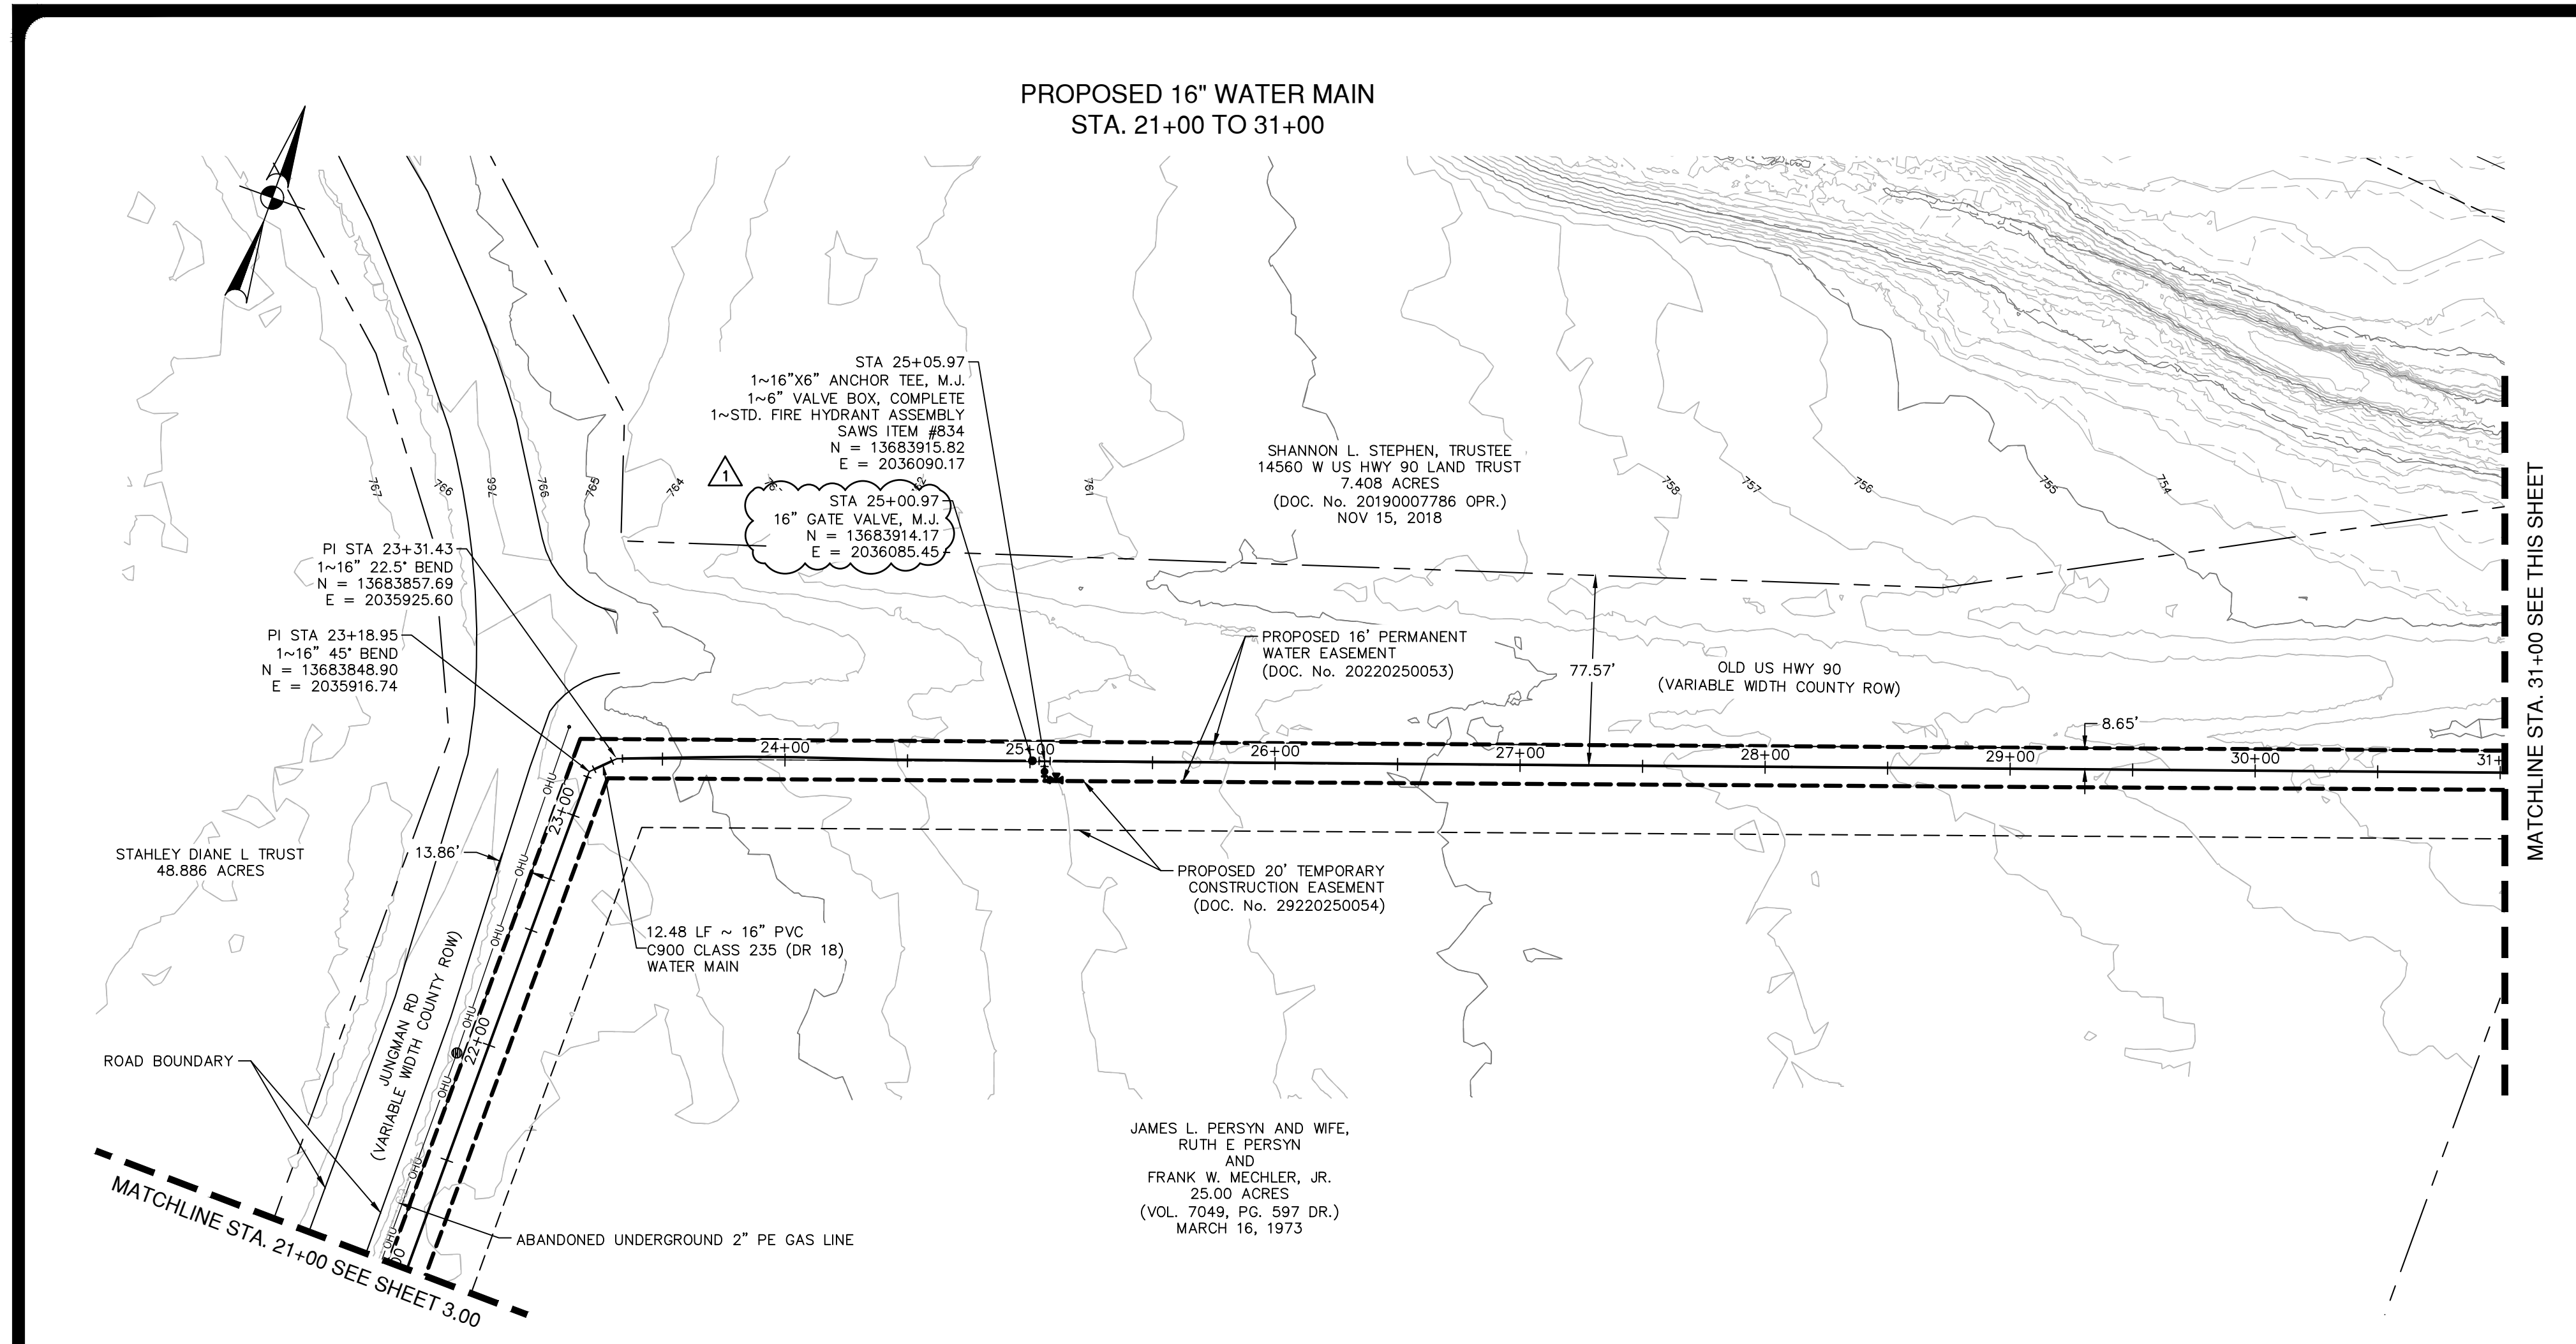 PROPOSED 16" WATER MAIN
STA. 21+00 TO 31+00
STA 25+05.97
1~16"X6" ANCHOR TEE, M.J.
1~6" VALVE BOX, COMPLETE
1~STD. FIRE HYDRANT ASSEMBLY
SAWS ITEM #834
N = 13683915.82
E = 2036090.17
1
STA 25+00.97
16" GATE VALVE, M.J.
N = 13683914.17
E = 2036085.45
SHANNON L. STEPHEN, TRUSTEE
14560 W US HWY 90 LAND TRUST
7.408 ACRES
(DOC. No. 20190007786 OPR.)
NOV 15, 2018
767
766
766
766
765
764
761
758
757
756
755
754
PI STA 23+31.43
1~16" 22.5° BEND
N = 13683857.69
E = 2035925.60
PI STA 23+18.95
1~16" 45° BEND
N = 13683848.90
E = 2035916.74
PROPOSED 16' PERMANENT
WATER EASEMENT
(DOC. No. 20220250053)
77.57'
OLD US HWY 90
(VARIABLE WIDTH COUNTY ROW)
8.65'
24+00
25+00
26+00
27+00
28+00
29+00
30+00
31+
MATCHLINE STA. 31+00 SEE THIS SHEET
OHU
23+00
OHU
13.86'
STAHLEY DIANE L TRUST
48.886 ACRES
PROPOSED 20' TEMPORARY
CONSTRUCTION EASEMENT
(DOC. No. 29220250054)
12.48 LF ~ 16" PVC
C900 CLASS 235 (DR 18)
WATER MAIN
OHU
OHU
22+00
OHU
JUNGMAN RD
(VARIABLE WIDTH COUNTY ROW)
ROAD BOUNDARY
OHU
OHU
00
JAMES L. PERSYN AND WIFE,
RUTH E PERSYN
AND
FRANK W. MECHLER, JR.
25.00 ACRES
(VOL. 7049, PG. 597 DR.)
MARCH 16, 1973
ABANDONED UNDERGROUND 2" PE GAS LINE
MATCHLINE STA. 21+00 SEE SHEET 3.00